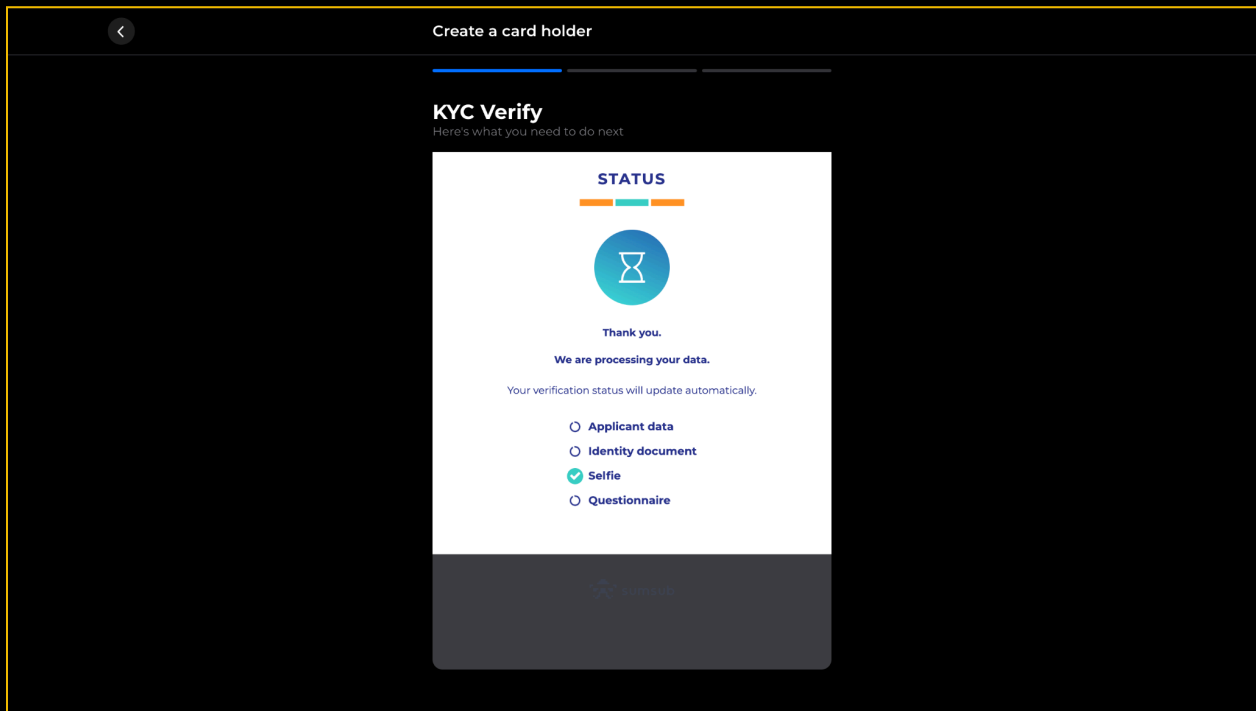 Create a card holder
KYC Verify
Here's what you need to do next
STATUS
Thank you.
We are processing your data.
Your verification status will update automatically.
Applicant data
Identity document
Selfie
Questionnaire